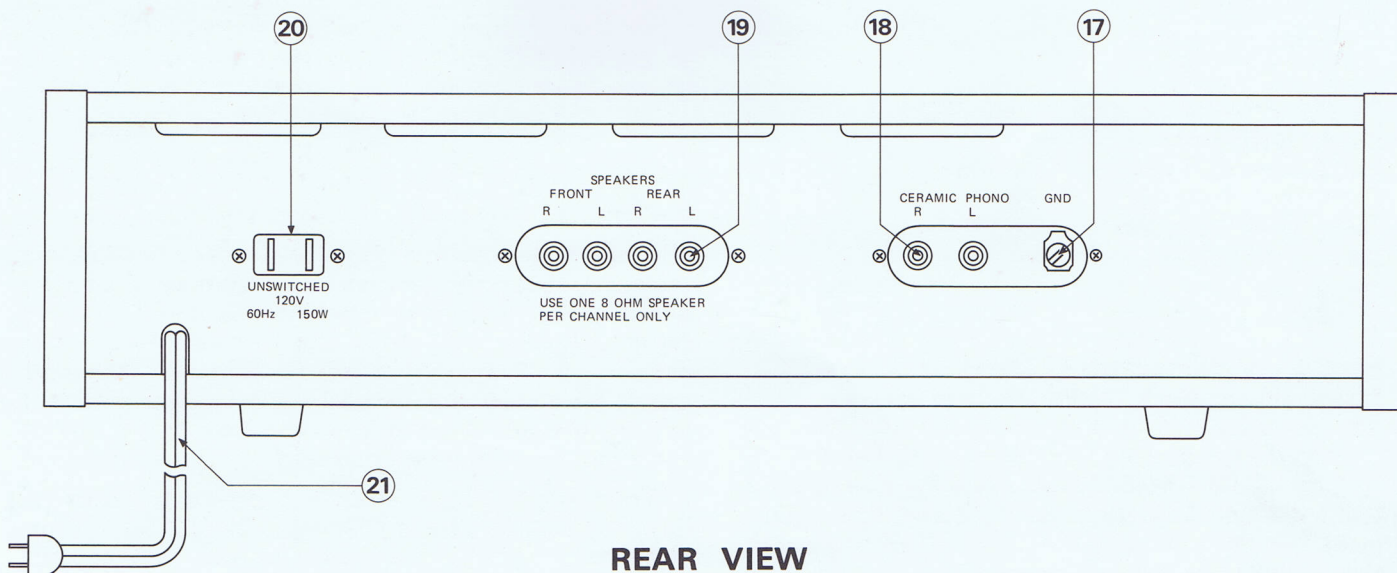 20 19 18 17
SPEAKERS
FRONT REAR
R L R L
CERAMIC PHONO GND
R L
UNSWITCHED
120V
60Hz 150W
USE ONE 8 OHM SPEAKER
PER CHANNEL ONLY
21
REAR VIEW